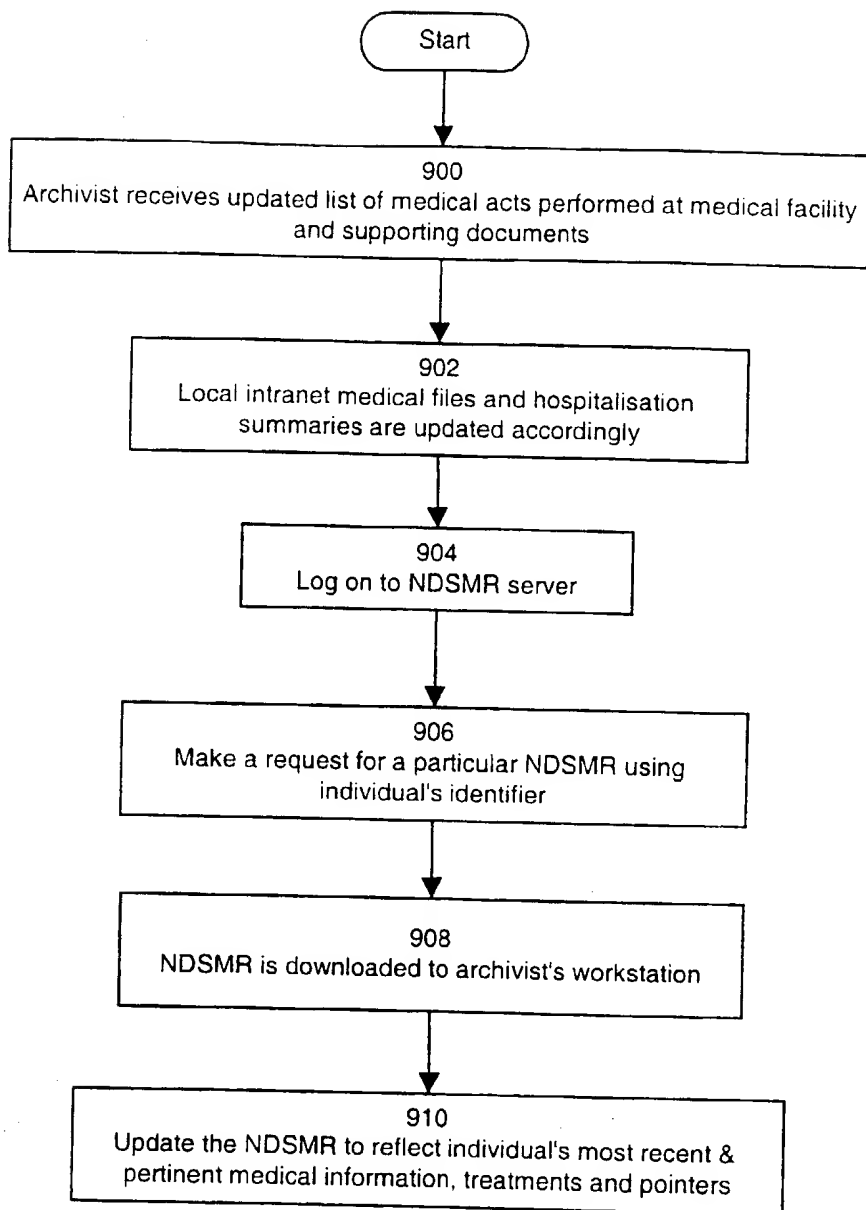 Start
900
Archivist receives updated list of medical acts performed at medical facility
and supporting documents
902
Local intranet medical files and hospitalisation
summaries are updated accordingly
904
Log on to NDSMR server
906
Make a request for a particular NDSMR using
individual's identifier
908
NDSMR is downloaded to archivist's workstation
910
Update the NDSMR to reflect individual's most recent &
pertinent medical information, treatments and pointers